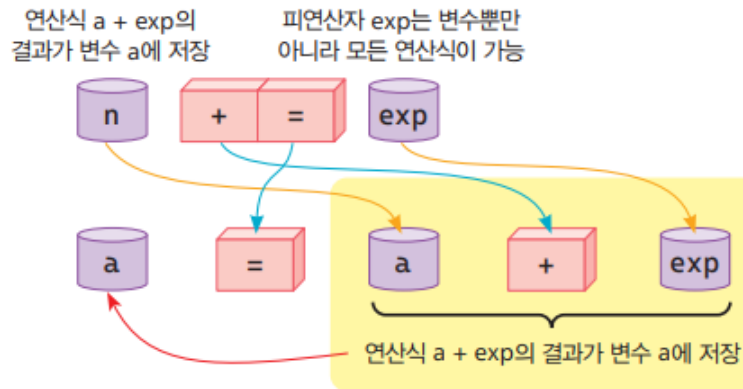 연산식 a + exp의
결과가 변수 a에 저장
피연산자 exp는 변수뿐만
아니라 모든 연산식이 가능
n + = exp
a = a + exp
연산식 a + exp의 결과가 변수 a에 저장